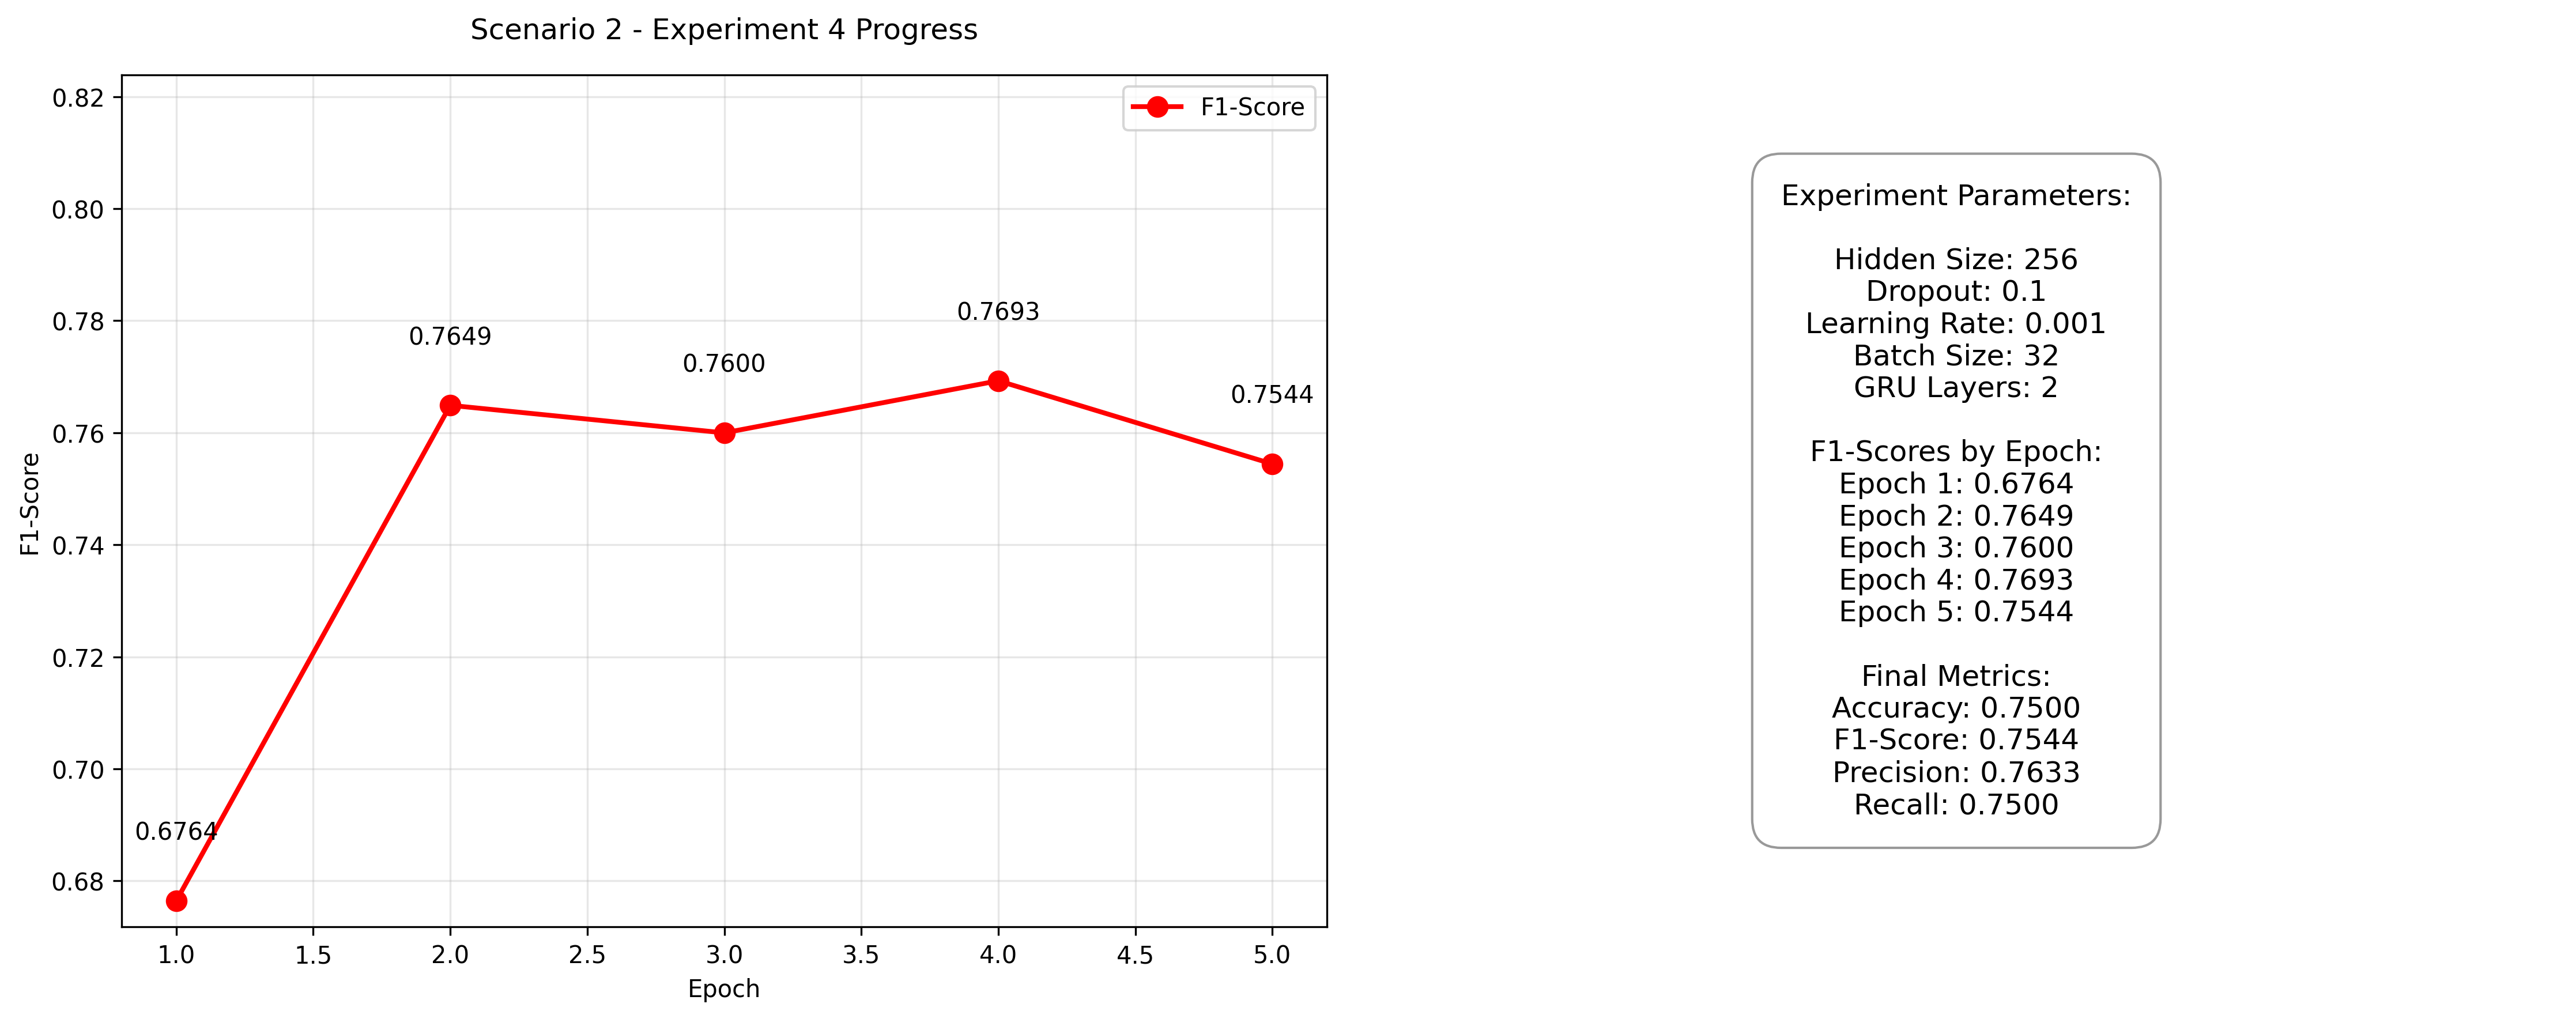 Scenario 2 - Experiment 4 Progress
F1-Score
0.82
0.80
0.78
0.76
0.74
0.72
0.70
0.68
F1-Score
0.6764
0.7649
0.7600
0.7693
0.7544
1.0 1.5 2.0 2.5 3.0 3.5 4.0 4.5 5.0
Epoch
Experiment Parameters:
Hidden Size: 256
Dropout: 0.1
Learning Rate: 0.001
Batch Size: 32
GRU Layers: 2
F1-Scores by Epoch:
Epoch 1: 0.6764
Epoch 2: 0.7649
Epoch 3: 0.7600
Epoch 4: 0.7693
Epoch 5: 0.7544
Final Metrics:
Accuracy: 0.7500
F1-Score: 0.7544
Precision: 0.7633
Recall: 0.7500